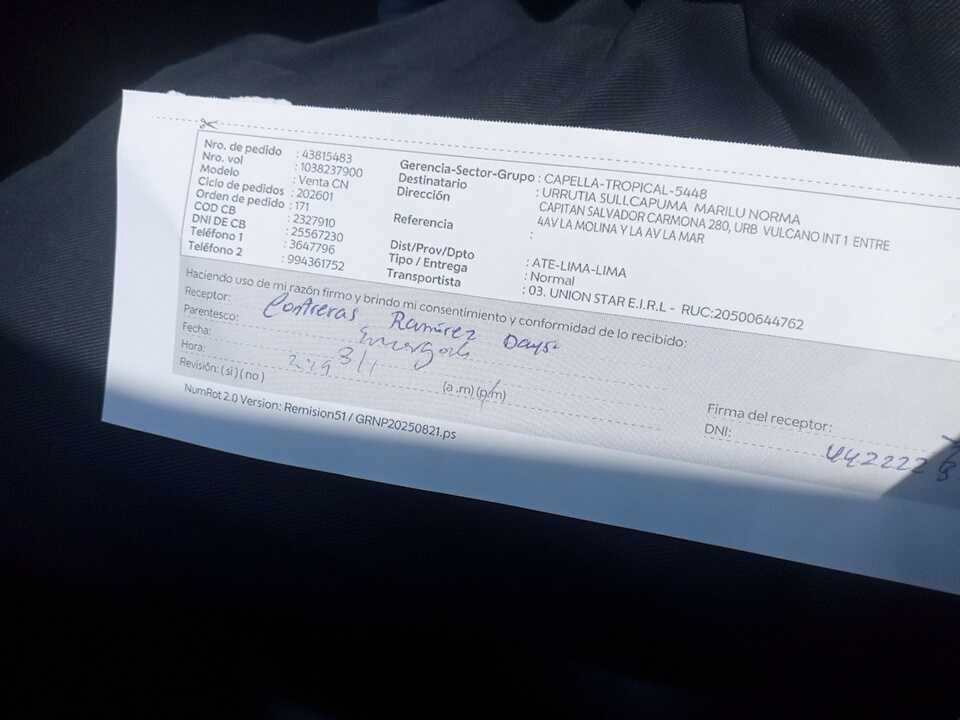 Nro. de pedido : 43815483
Nro. vol : 1038237900
Modelo : Venta CN
Ciclo de pedidos : 202601
Orden de pedido : 171
COD CB : 2327910
DNI DE CB : 25567230
Teléfono 1 : 3647796
Teléfono 2 : 994361752
Gerencia-Sector-Grupo : CAPELLA-TROPICAL-5448
Destinatario : URRUTIA SULLCAPUMA MARILU NORMA
Dirección : CAPITAN SALVADOR CARMONA 280, URB VULCANO INT 1 ENTRE
4AV LA MOLINA Y LA AV LA MAR
Referencia :
Dist/Prov/Dpto : ATE-LIMA-LIMA
Tipo / Entrega : Normal
Transportista : 03. UNION STAR E.I.R.L - RUC:20500644762
Haciendo uso de mi razón firmo y brindo mi consentimiento y conformidad de lo recibido:
Receptor: Contreras Ramírez
Parentesco:
Fecha: 3/1
Hora: (a .m) (p/m)
Revisión: ( si ) ( no )
Firma del receptor:
DNI: 442222
NumRot 2.0 Version: Remision51 / GRNP20250821.ps